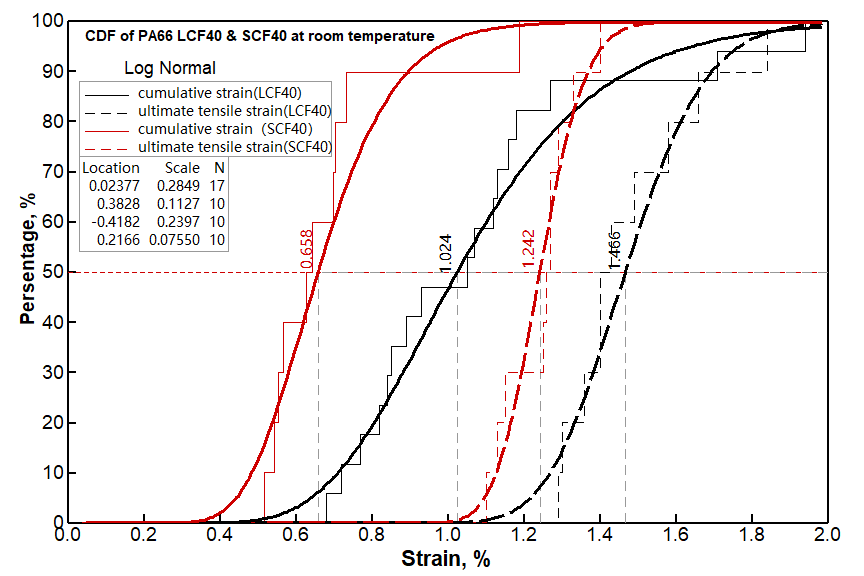 CDF of PA66 LCF40 & SCF40 at room temperature
Log Normal
cumulative strain(LCF40)
ultimate tensile strain(LCF40)
cumulative strain (SCF40)
ultimate tensile strain(SCF40)
Location Scale N
0.02377 0.2849 17
0.3828 0.1127 10
-0.4182 0.2397 10
0.2166 0.07550 10
0.658
1.024
1.242
1.466
Persentage, %
100
90
80
70
60
50
40
30
20
10
0
0.0 0.2 0.4 0.6 0.8 1.0 1.2 1.4 1.6 1.8 2.0
Strain, %